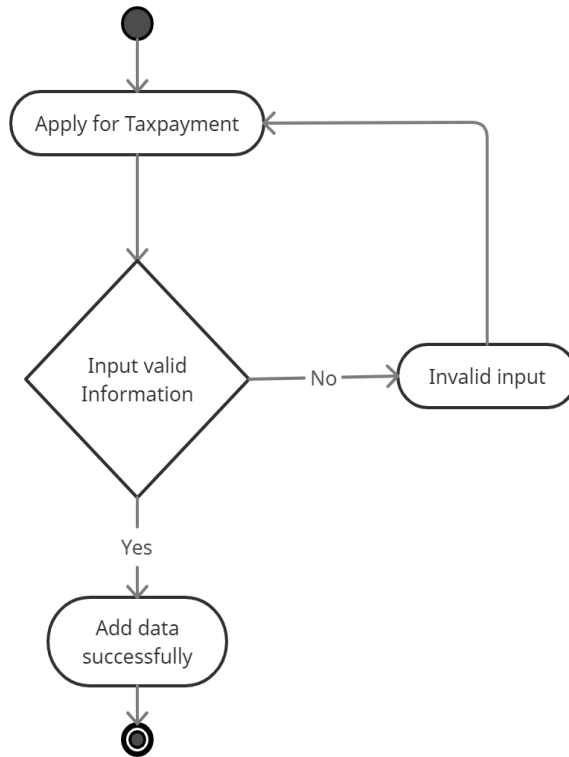 Apply for Taxpayment
Input valid
Information
No
Invalid input
Yes
Add data
successfully